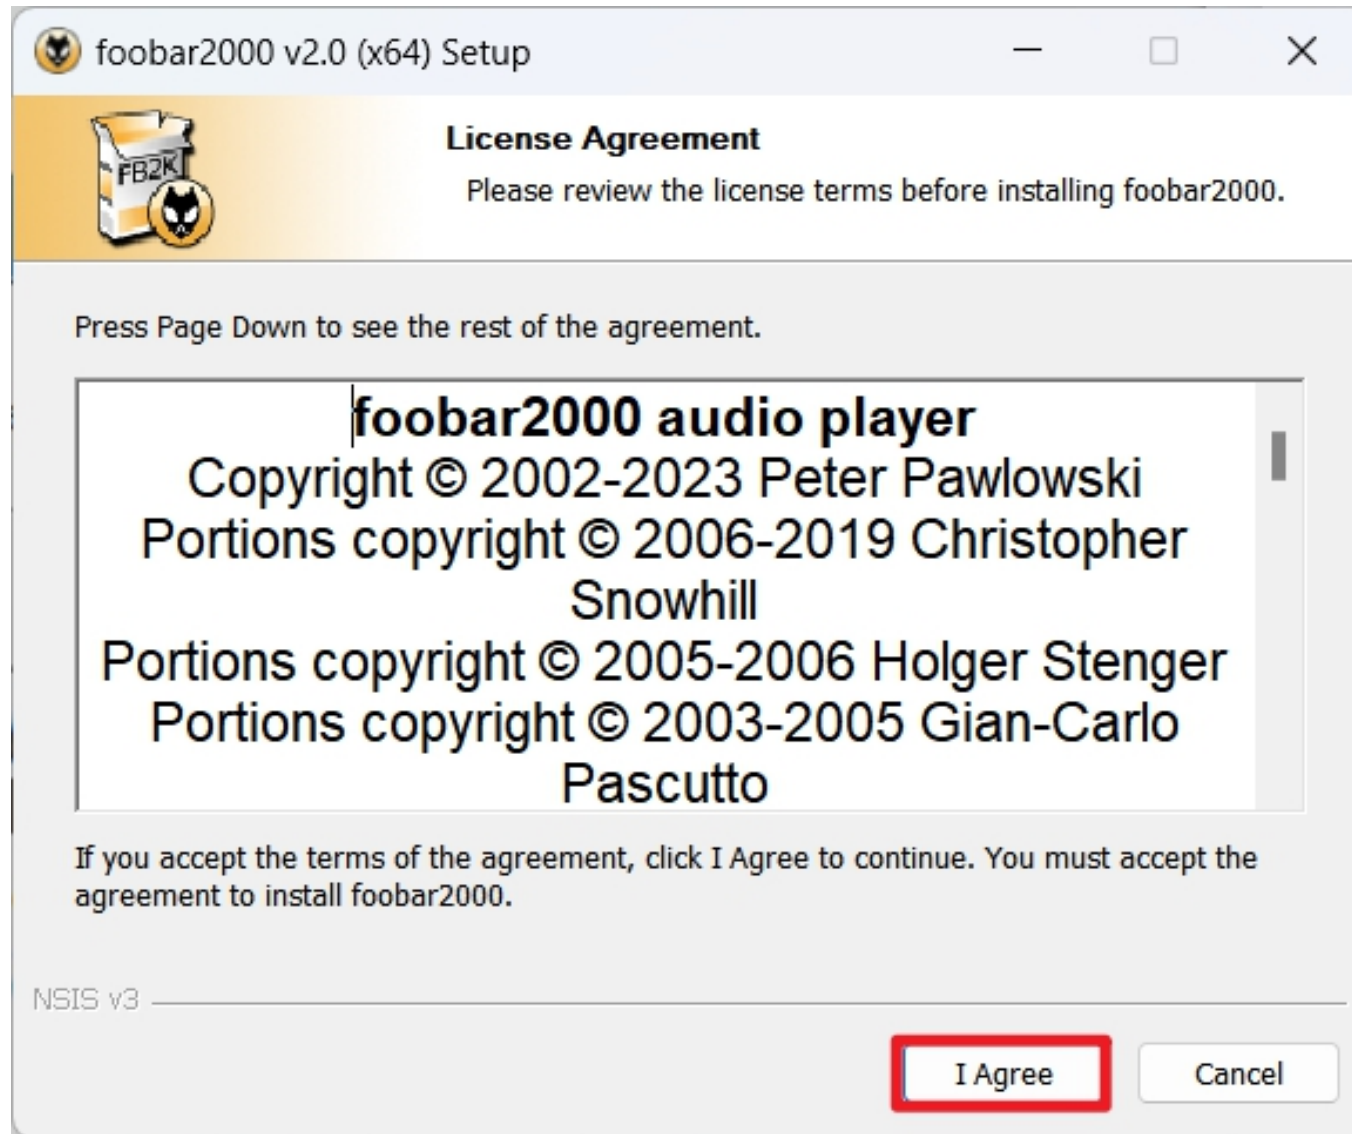 foobar2000 v2.0 (x64) Setup
FB2K
License Agreement
Please review the license terms before installing foobar2000.
Press Page Down to see the rest of the agreement.
foobar2000 audio player
Copyright © 2002-2023 Peter Pawlowski
Portions copyright © 2006-2019 Christopher
Snowhill
Portions copyright © 2005-2006 Holger Stenger
Portions copyright © 2003-2005 Gian-Carlo
Pascutto
If you accept the terms of the agreement, click I Agree to continue. You must accept the
agreement to install foobar2000.
NSIS v3
I Agree
Cancel